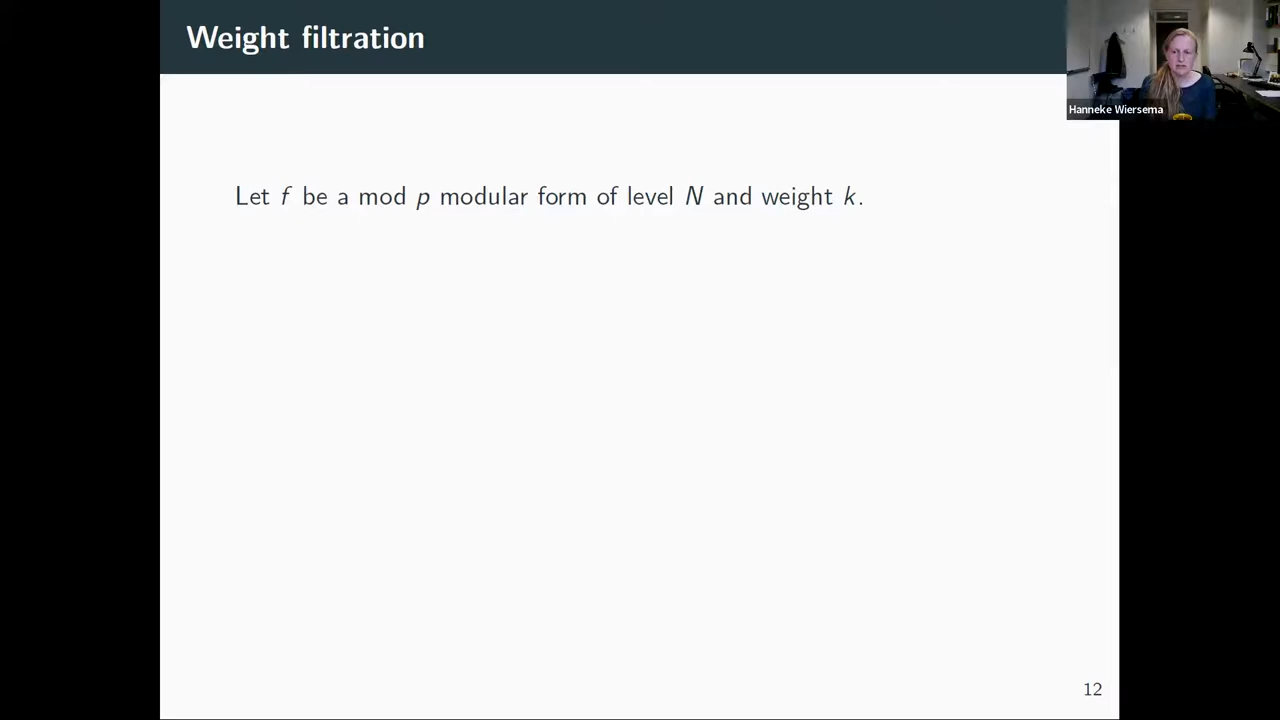 Weight filtration
Hanneke Wiersema
Let f be a mod p modular form of level N and weight k.
12